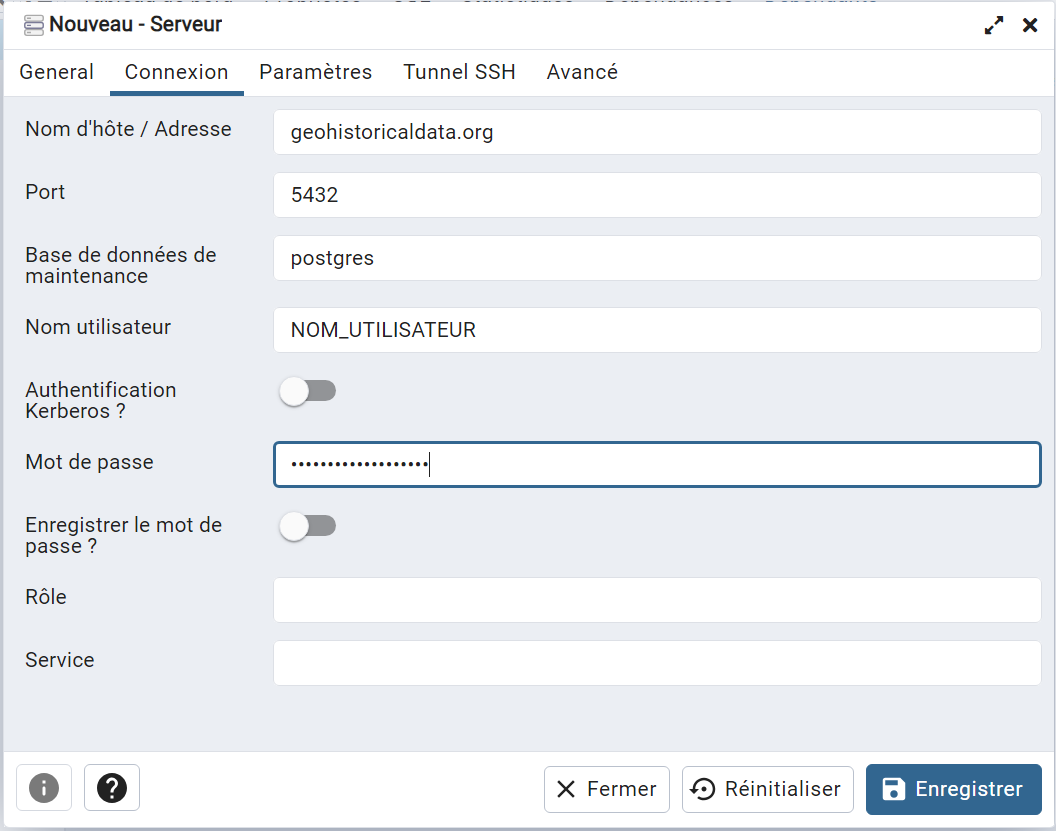 Nouveau - Serveur
General Connexion Paramètres Tunnel SSH Avancé
Nom d'hôte / Adresse
geohistoricaldata.org
Port
5432
Base de données de
maintenance
postgres
Nom utilisateur
NOM_UTILISATEUR
Authentification
Kerberos ?
Mot de passe
•••••••••••••••••••
Enregistrer le mot de
passe ?
Rôle
Service
Fermer Réinitialiser Enregistrer